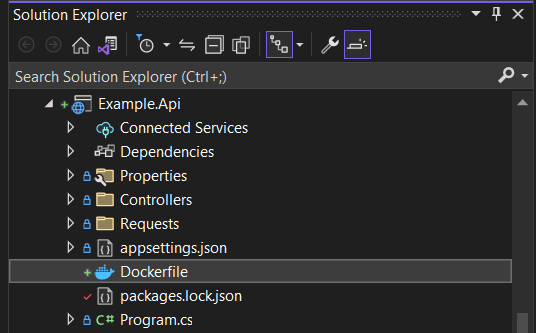 Solution Explorer
Search Solution Explorer (Ctrl+;)
Example.Api
Connected Services
Dependencies
Properties
Controllers
Requests
appsettings.json
Dockerfile
packages.lock.json
C# Program.cs